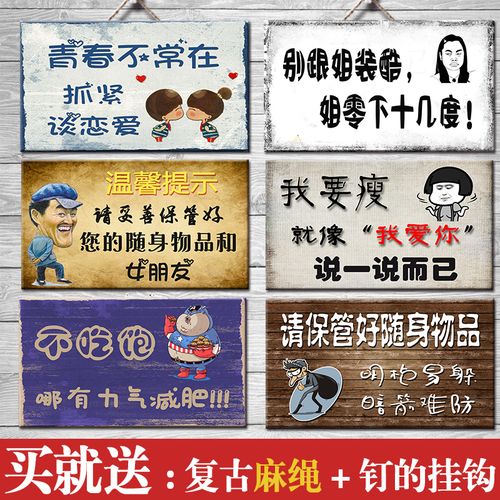 青春不常在
抓紧
谈恋爱
别跟姐装酷，
姐零下十几度！
温馨提示
请妥善保管好
您的随身物品和
女朋友
我要瘦
就像“我爱你”
说一说而已
不吃饱
哪有力气减肥!!!
请保管好随身物品
明枪易躲
暗箭难防
买就送：复古麻绳+钉的挂钩